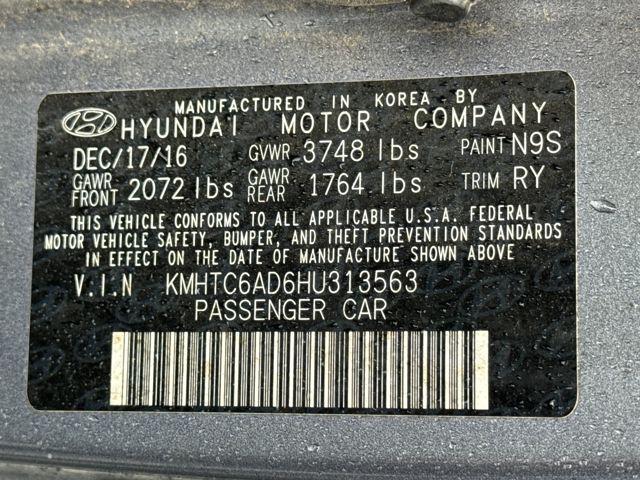 MANUFACTURED IN KOREA BY
HYUNDAI MOTOR COMPANY
DEC/17/16 GVWR 3748 lbs PAINT N9S
GAWR FRONT 2072 lbs GAWR REAR 1764 lbs TRIM RY
THIS VEHICLE CONFORMS TO ALL APPLICABLE U.S.A. FEDERAL
MOTOR VEHICLE SAFETY, BUMPER, AND THEFT PREVENTION STANDARDS
IN EFFECT ON THE DATE OF MANUFACTURE SHOWN ABOVE
V.I.N KMHTC6AD6HU313563
PASSENGER CAR